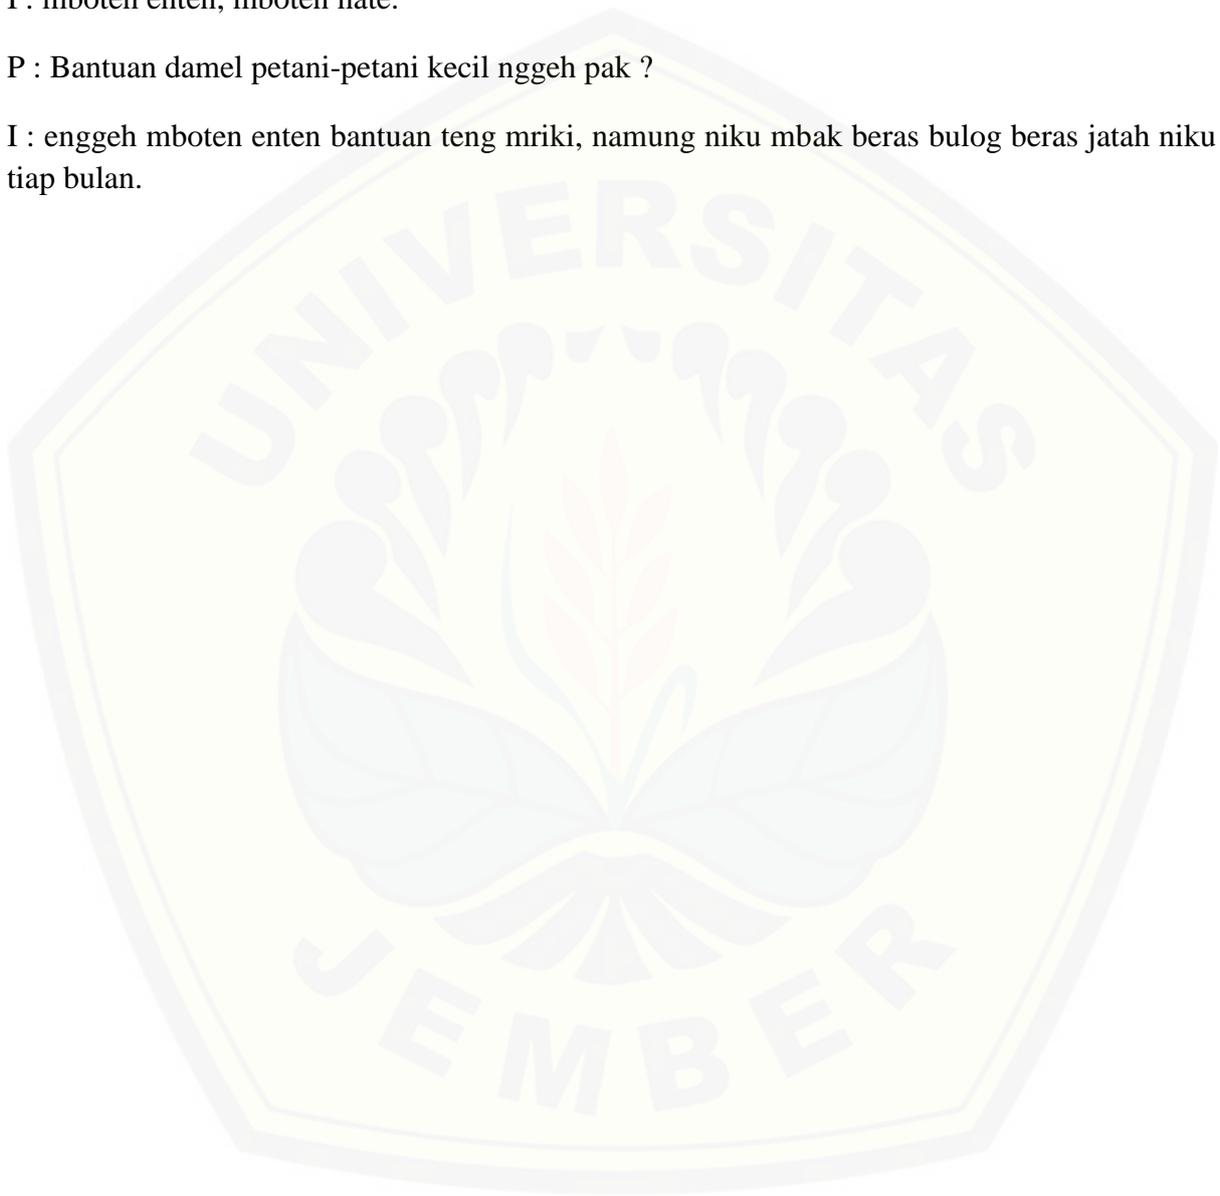 I : mboten enten, mboten nate.
P : Bantuan damel petani-petani kecil nggeh pak ?
I : enggeh mboten enten bantuan teng mriki, namung niku mbak beras bulog beras jatah niku
tiap bulan.
UNIVERSITAS
JEMBER